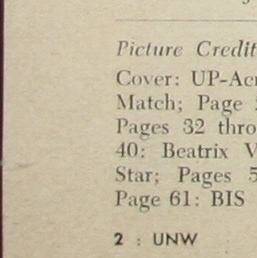 Picture Credit
Cover: UP-Acr
Match; Page
Pages 32 thro
40: Beatrix V
Star; Pages 5
Page 61: BIS
2 : UNW